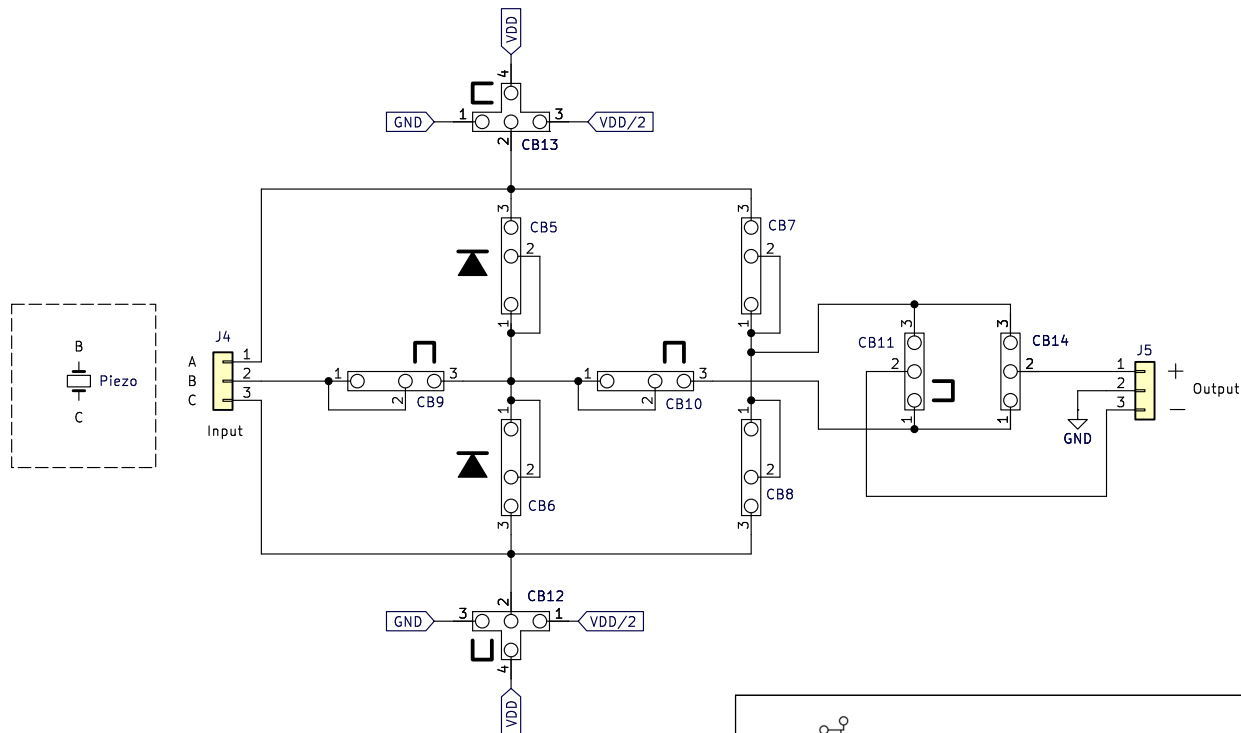 VDD
4
GND 1 3 VDD/2
2 CB13
3 CB5 3 CB7
2 2
1 1
J4
B
A 1
B 2
C 3
Piezo
C
Input
1 3
2 CB9
1 3
2 CB10
3 CB11 3 CB14
2 2
1 1
J5
1 +
2
3 −
Output
GND
1 1
2 2
CB6 CB8
3 3
CB12
2
GND 3 1 VDD/2
4
VDD